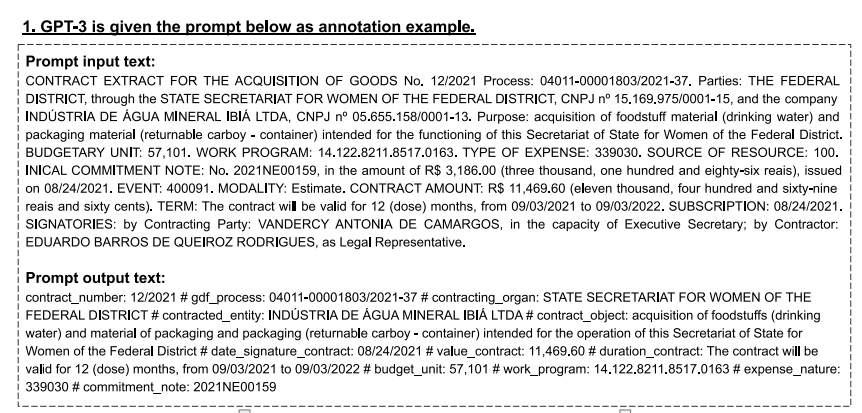 1. GPT-3 is given the prompt below as annotation example.
Prompt input text:
CONTRACT EXTRACT FOR THE ACQUISITION OF GOODS No. 12/2021 Process: 04011-00001803/2021-37. Parties: THE FEDERAL
DISTRICT, through the STATE SECRETARIAT FOR WOMEN OF THE FEDERAL DISTRICT, CNPJ nº 15.169.975/0001-15, and the company
INDÚSTRIA DE ÁGUA MINERAL IBIÁ LTDA, CNPJ nº 05.655.158/0001-13. Purpose: acquisition of foodstuff material (drinking water) and
packaging material (returnable carboy - container) intended for the functioning of this Secretariat of State for Women of the Federal District.
BUDGETARY UNIT: 57,101. WORK PROGRAM: 14.122.8211.8517.0163. TYPE OF EXPENSE: 339030. SOURCE OF RESOURCE: 100.
INICAL COMMITMENT NOTE: No. 2021NE00159, in the amount of R$ 3,186.00 (three thousand, one hundred and eighty-six reais), issued
on 08/24/2021. EVENT: 400091. MODALITY: Estimate. CONTRACT AMOUNT: R$ 11,469.60 (eleven thousand, four hundred and sixty-nine
reais and sixty cents). TERM: The contract will be valid for 12 (dose) months, from 09/03/2021 to 09/03/2022. SUBSCRIPTION: 08/24/2021.
SIGNATORIES: by Contracting Party: VANDERCY ANTONIA DE CAMARGOS, in the capacity of Executive Secretary; by Contractor:
EDUARDO BARROS DE QUEIROZ RODRIGUES, as Legal Representative.
Prompt output text:
contract_number: 12/2021 # gdf_process: 04011-00001803/2021-37 # contracting_organ: STATE SECRETARIAT FOR WOMEN OF THE
FEDERAL DISTRICT # contracted_entity: INDÚSTRIA DE ÁGUA MINERAL IBIÁ LTDA # contract_object: acquisition of foodstuffs (drinking
water) and material of packaging and packaging (returnable carboy - container) intended for the operation of this Secretariat of State for
Women of the Federal District # date_signature_contract: 08/24/2021 # value_contract: 11,469.60 # duration_contract: The contract will be
valid for 12 (dose) months, from 09/03/2021 to 09/03/2022 # budget_unit: 57,101 # work_program: 14.122.8211.8517.0163 # expense_nature:
339030 # commitment_note: 2021NE00159